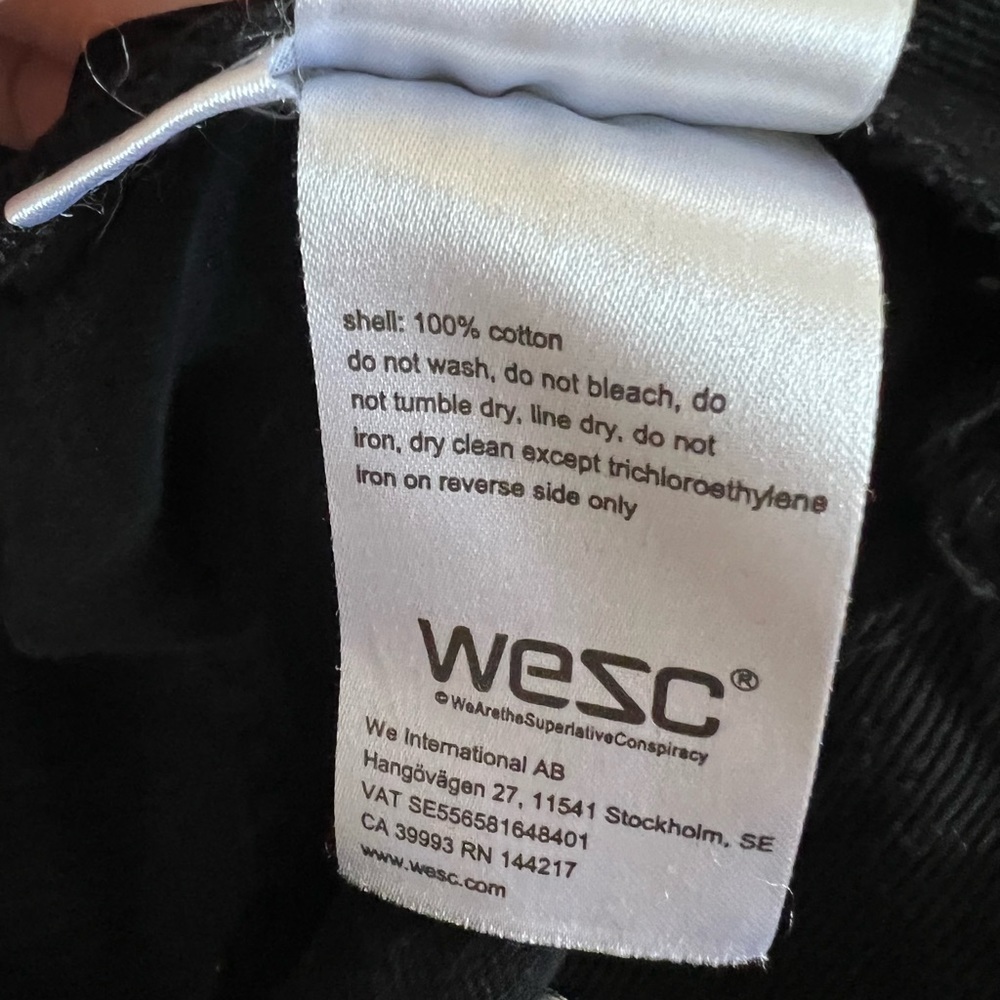 shell: 100% cotton
do not wash, do not bleach, do
not tumble dry, line dry, do not
iron, dry clean except trichloroethylene
Iron on reverse side only
wesc®
©WeAretheSuperlativeConspiracy
We International AB
Hangövägen 27, 11541 Stockholm, SE
VAT SE556581648401
CA 39993 RN 144217
www.wesc.com